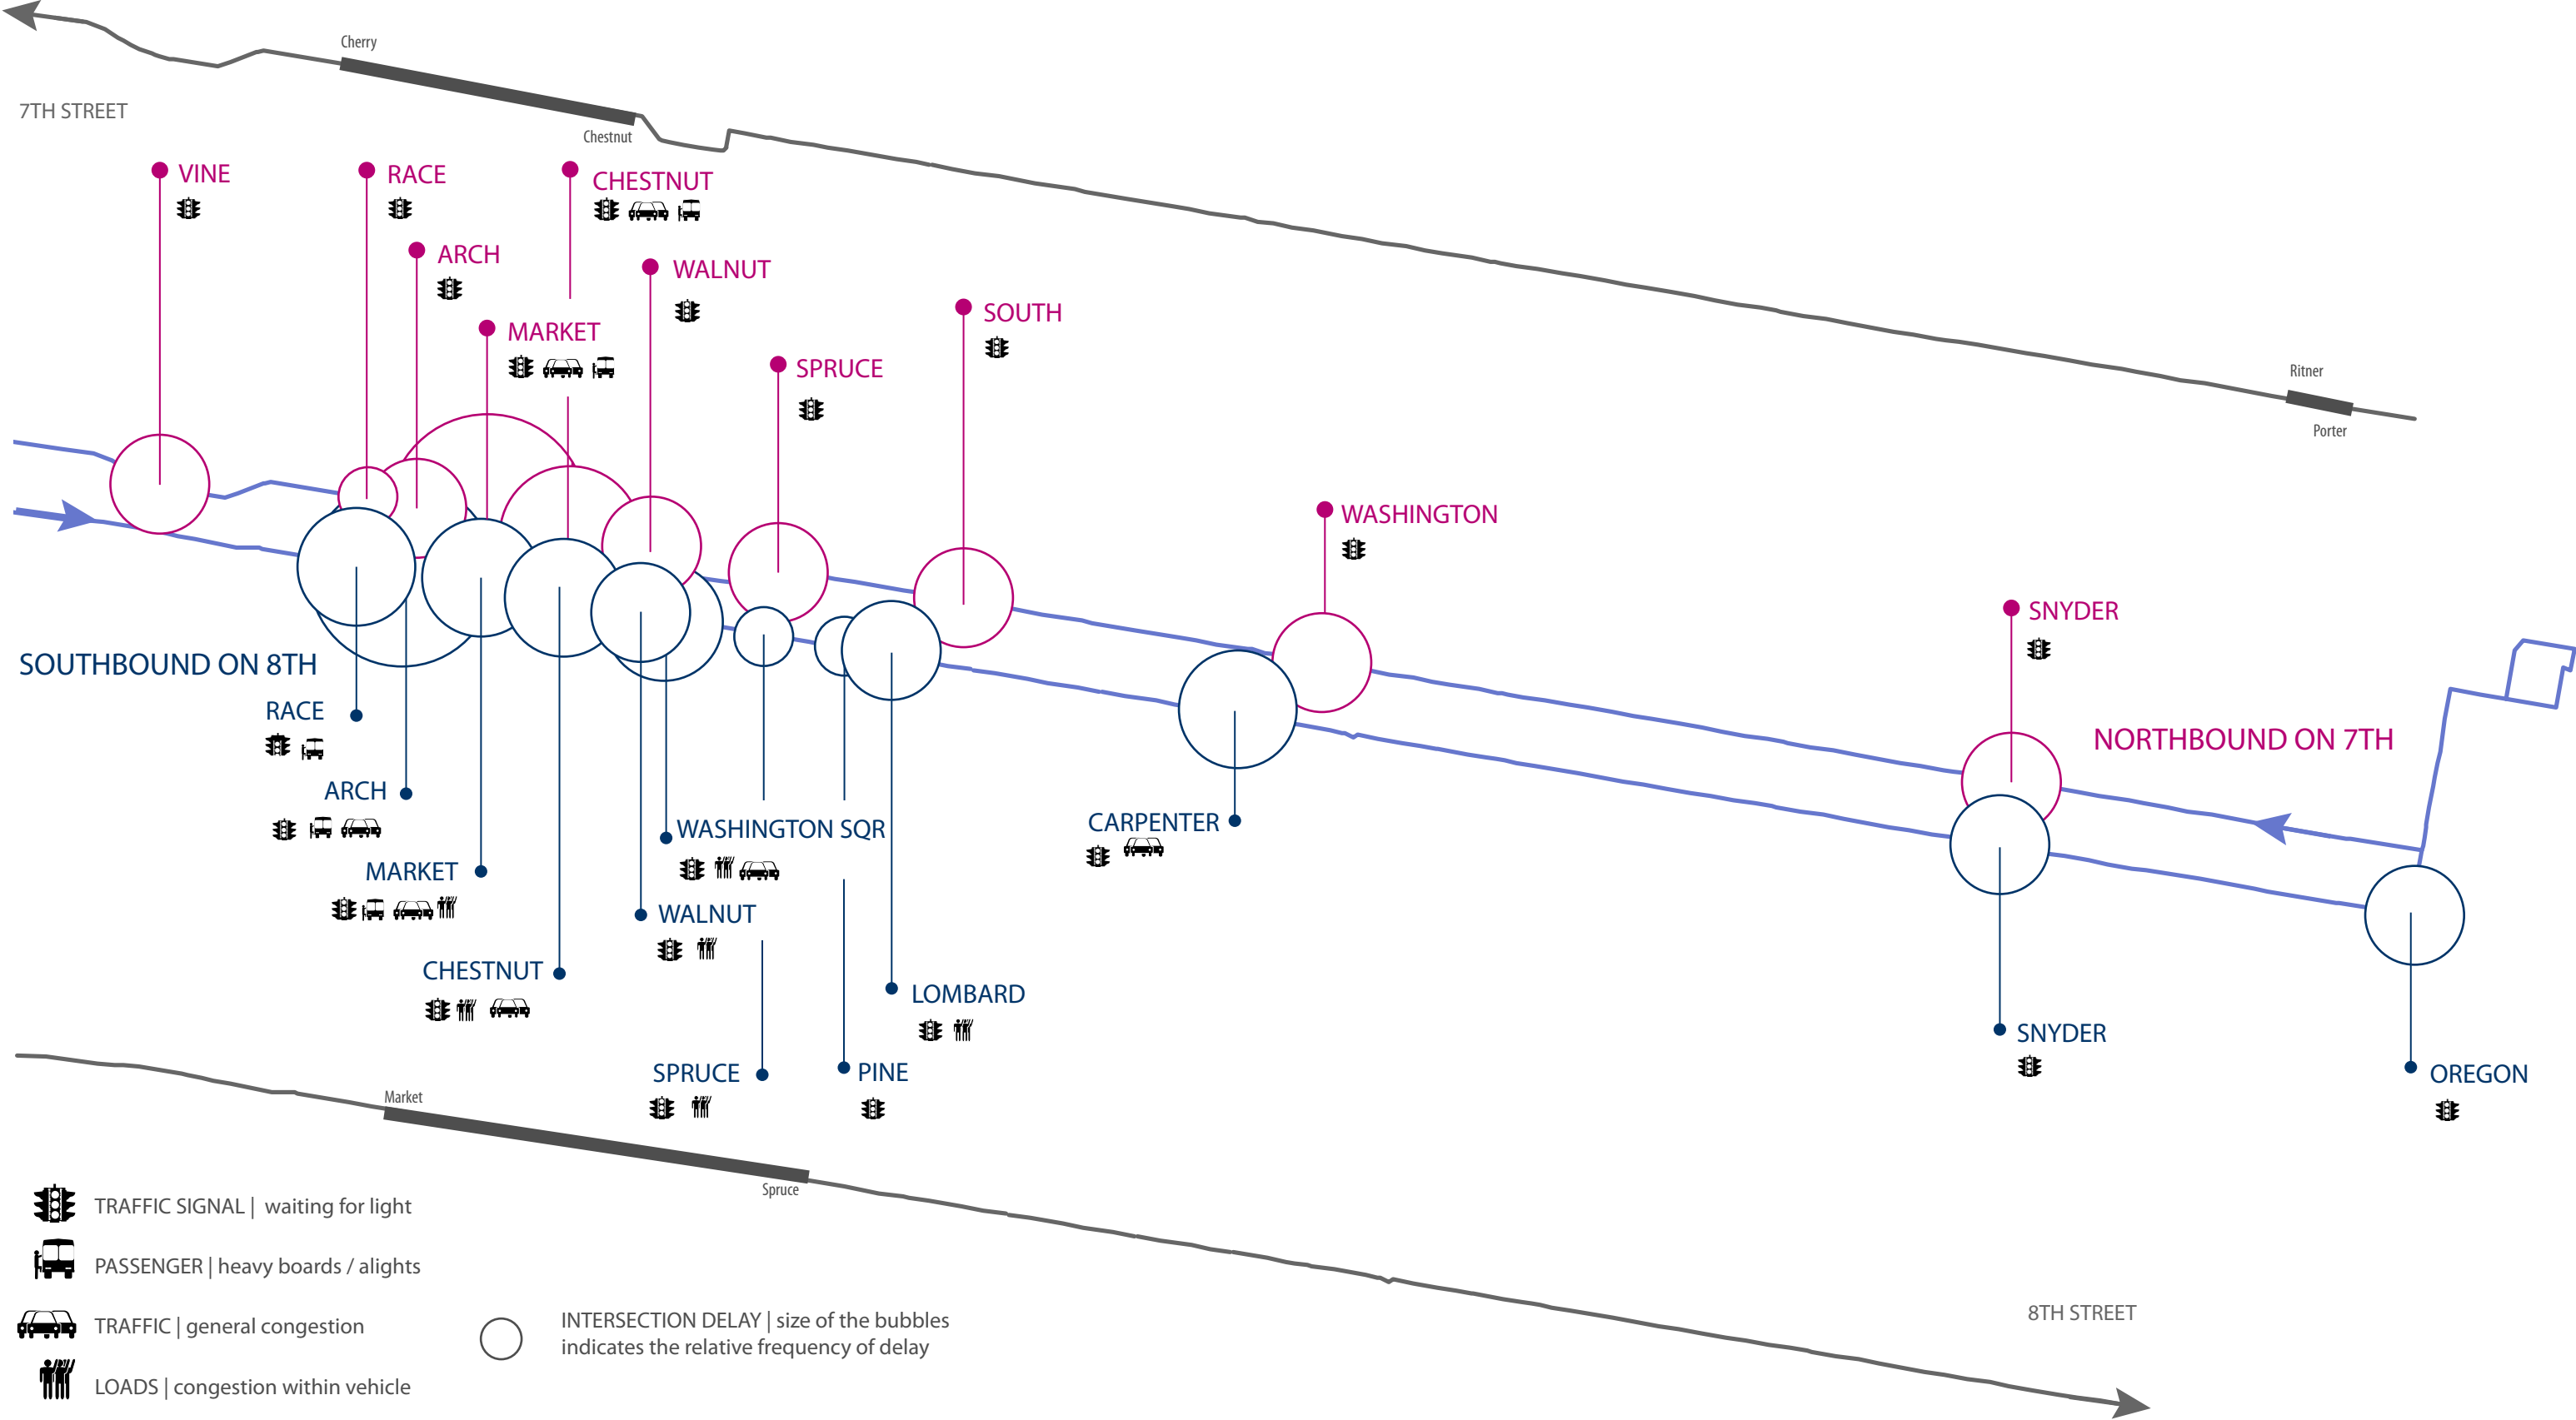 Cherry
7TH STREET
Chestnut
VINE
RACE
CHESTNUT
ARCH
WALNUT
MARKET
SOUTH
SPRUCE
Ritner
Porter
WASHINGTON
SNYDER
SOUTHBOUND ON 8TH
NORTHBOUND ON 7TH
RACE
ARCH
WASHINGTON SQR
CARPENTER
MARKET
WALNUT
CHESTNUT
LOMBARD
SNYDER
SPRUCE
PINE
OREGON
Market
Spruce
TRAFFIC SIGNAL | waiting for light
PASSENGER | heavy boards / alights
TRAFFIC | general congestion
LOADS | congestion within vehicle
INTERSECTION DELAY | size of the bubbles
indicates the relative frequency of delay
8TH STREET